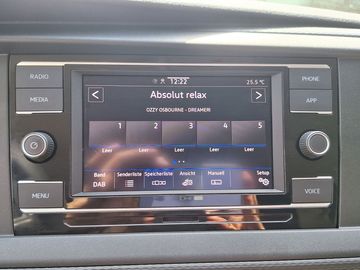 12:22
25.5 °C
RADIO
PHONE
Absolut relax
MEDIA
APP
OZZY OSBOURNE - DREAMERI
1 2 3 4 5
Leer Leer Leer Leer Leer
Band Senderliste Speicherliste Ansicht Manuell Setup
DAB
MENU
VOICE